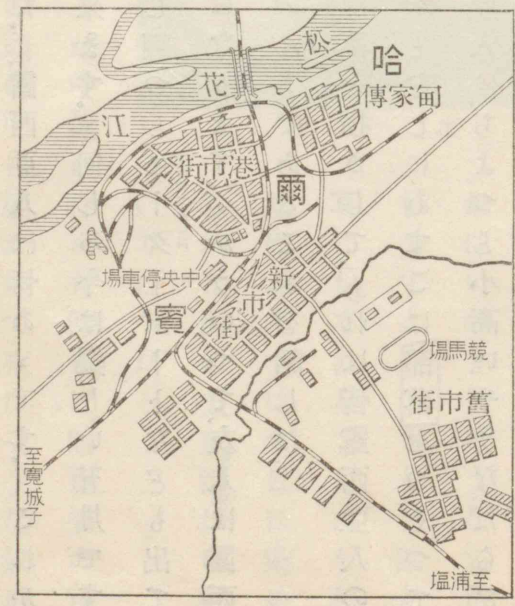 哈爾賓
松花江
傳家甸
港市街
新市街
中央停車場
競馬場
舊市街
至寬城子
至浦塩